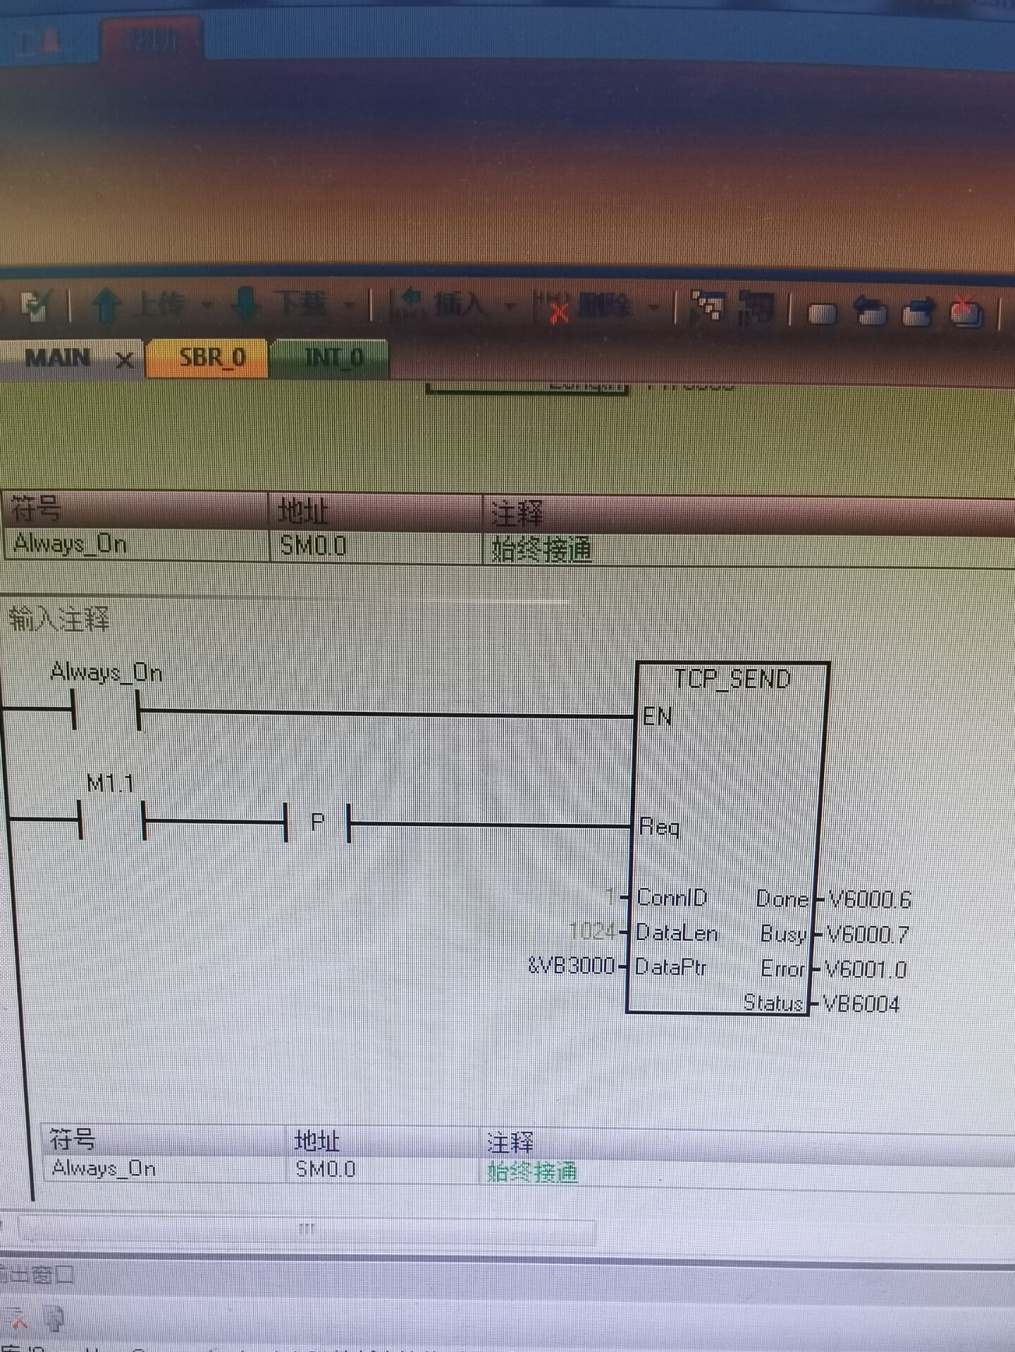 上传 下载 插入 删除
MAIN SBR_0 INT_0
符号 地址 注释
Always_On SM0.0 始终接通
输入注释
Always_On
TCP_SEND
EN
M1.1
P
Req
1 ConnID Done V6000.6
1024 DataLen Busy V6000.7
&VB3000 DataPtr Error V6001.0
Status VB6004
符号 地址 注释
Always_On SM0.0 始终接通
输出窗口